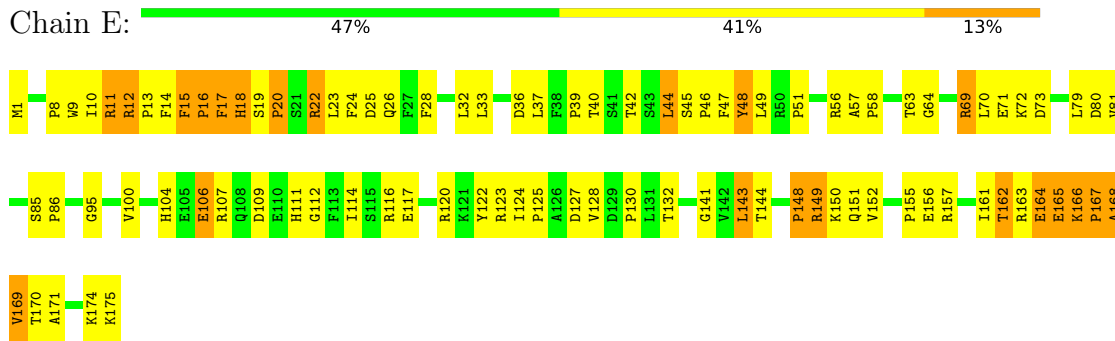 Chain E:
47% 41% 13%
M1 P8 W9 I10 R11 R12 P13 F14 F15 P16 F17 H18 S19 P20 S21 R22 L23 F24 D25 Q26 F27 F28 L32 L33 D36 L37 F38 P39 T40 S41 T42 S43 L44 S45 P46 F47 Y48 L49 R50 P51 R56 A57 P58 T63 G64 R69 L70 E71 K72 D73 L79 D80 V81
S85 P86 G95 V100 H104 E105 E106 R107 Q108 D109 E110 H111 G112 F113 I114 S115 R116 E117 R120 K121 Y122 R123 I124 P125 A126 D127 V128 D129 P130 L131 T132 G141 V142 L143 T144 P148 R149 K150 Q151 V152 P155 E156 R157 I161 T162 R163 E164 E165 K166 P167 A168
V169 T170 A171 K174 K175